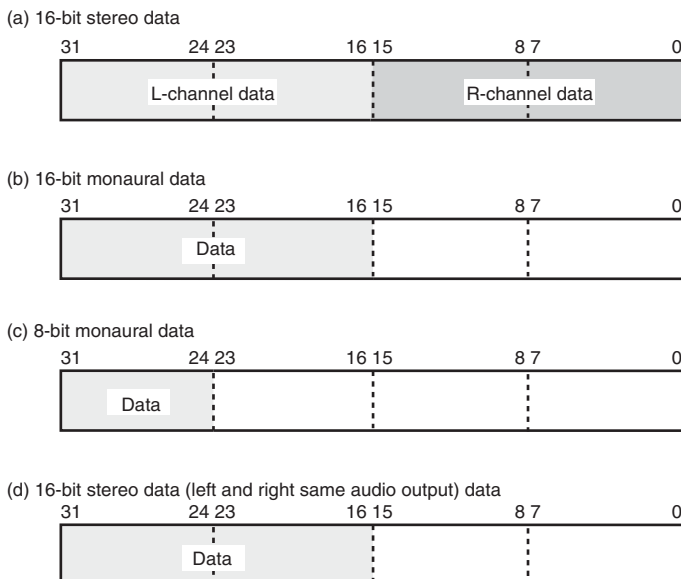 (a) 16-bit stereo data
31 24 23 16 15 8 7 0
L-channel data R-channel data
(b) 16-bit monaural data
31 24 23 16 15 8 7 0
Data
(c) 8-bit monaural data
31 24 23 16 15 8 7 0
Data
(d) 16-bit stereo data (left and right same audio output) data
31 24 23 16 15 8 7 0
Data